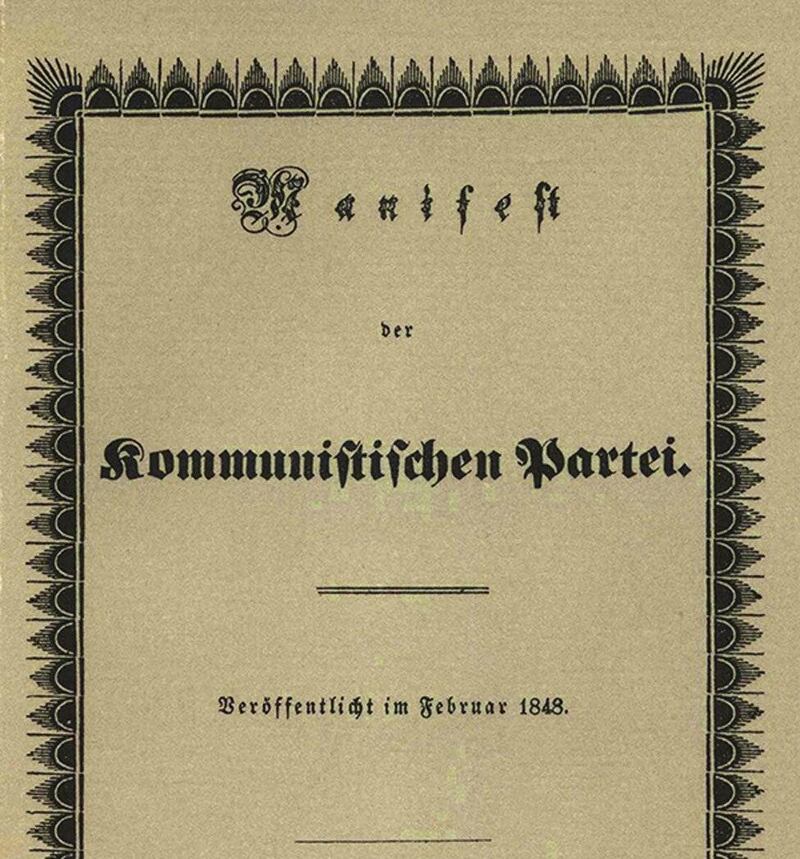 Manifest
der
Kommunistischen Partei.
Veröffentlicht im Februar 1848.